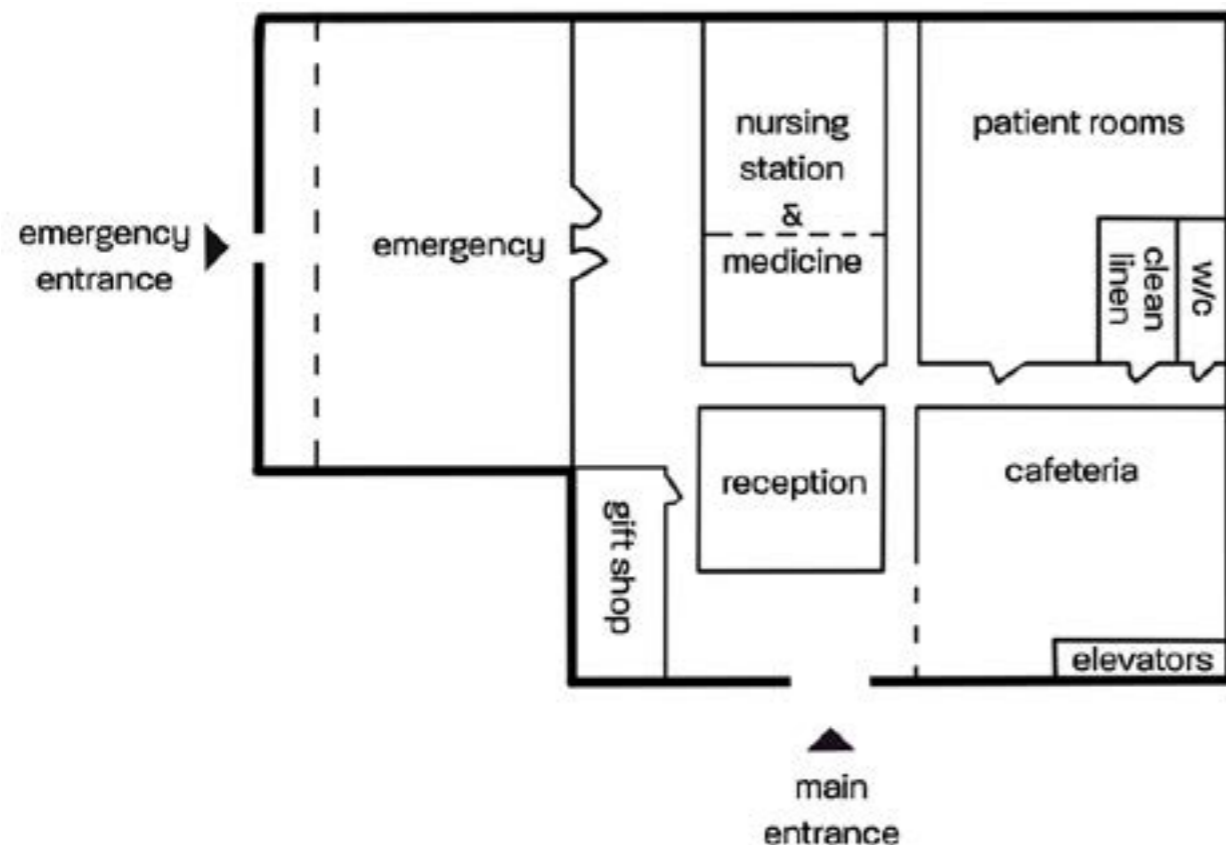 nursing
station
&
medicine
patient rooms
emergency
entrance
emergency
clean
linen
w/c
gift shop
reception
cafeteria
elevators
main
entrance